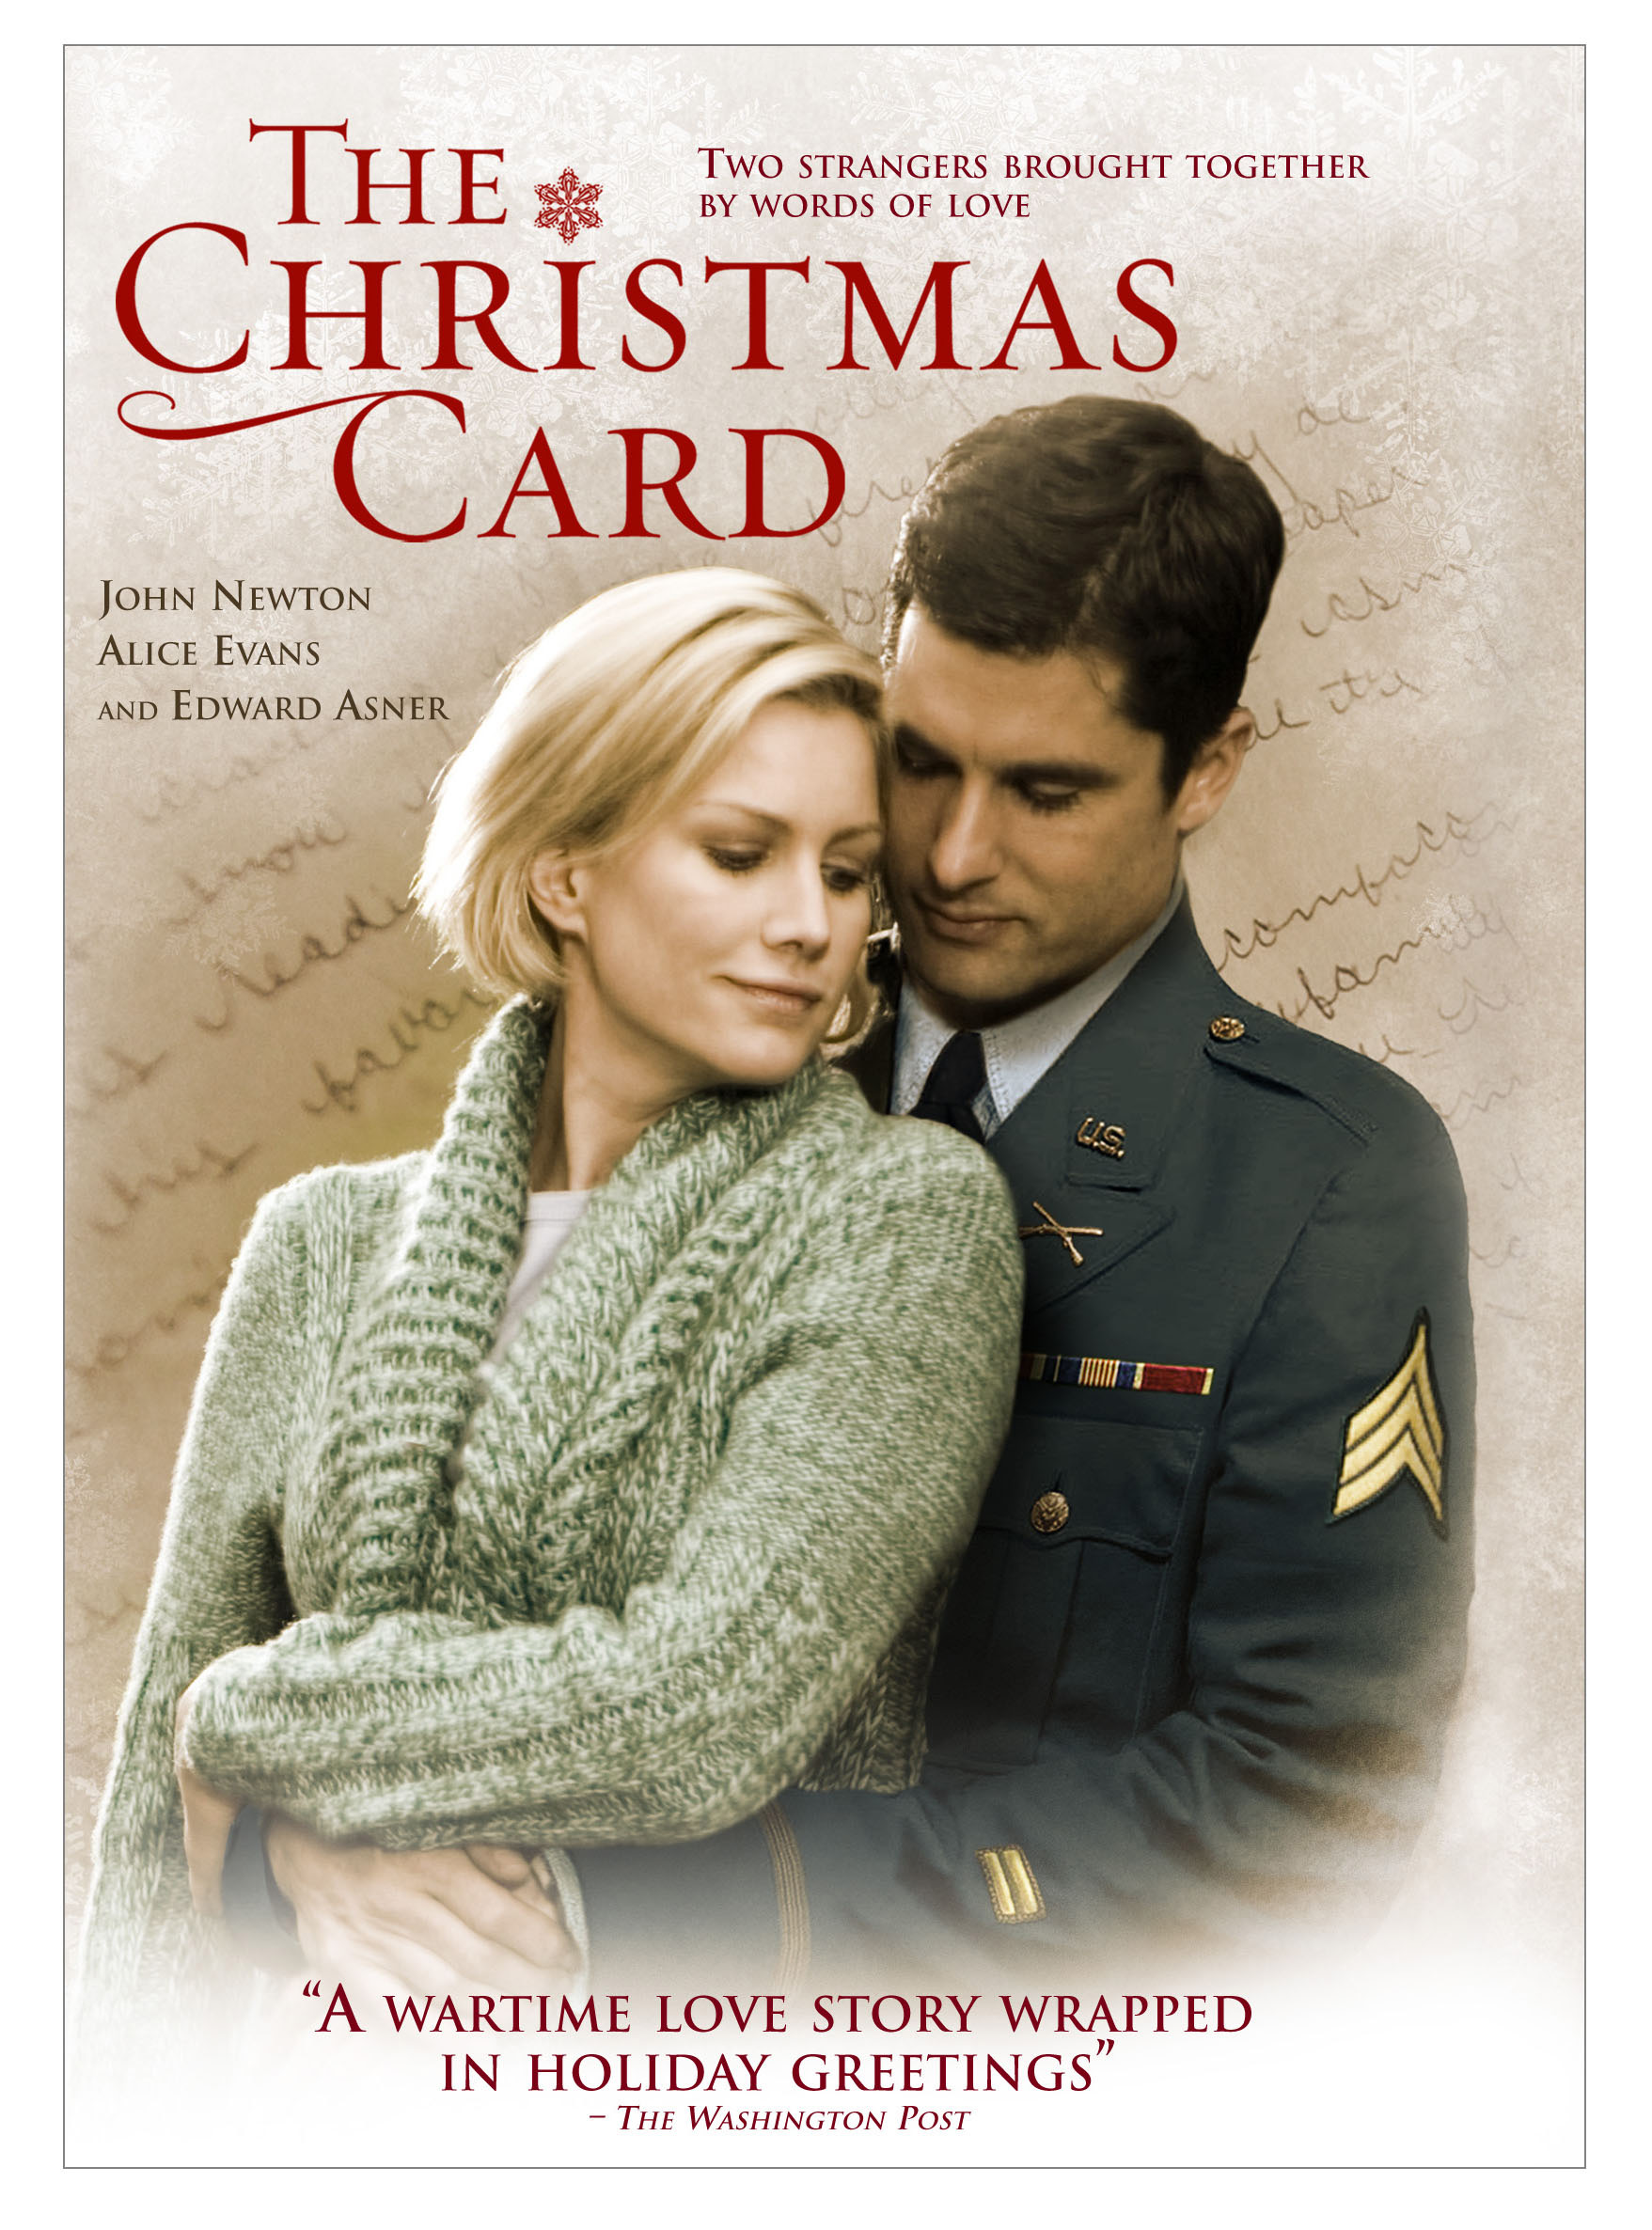 The
Christmas
Card
Two strangers brought together
by words of love
John Newton
Alice Evans
and Edward Asner
U.S.
“A wartime love story wrapped
in holiday greetings”
– The Washington Post